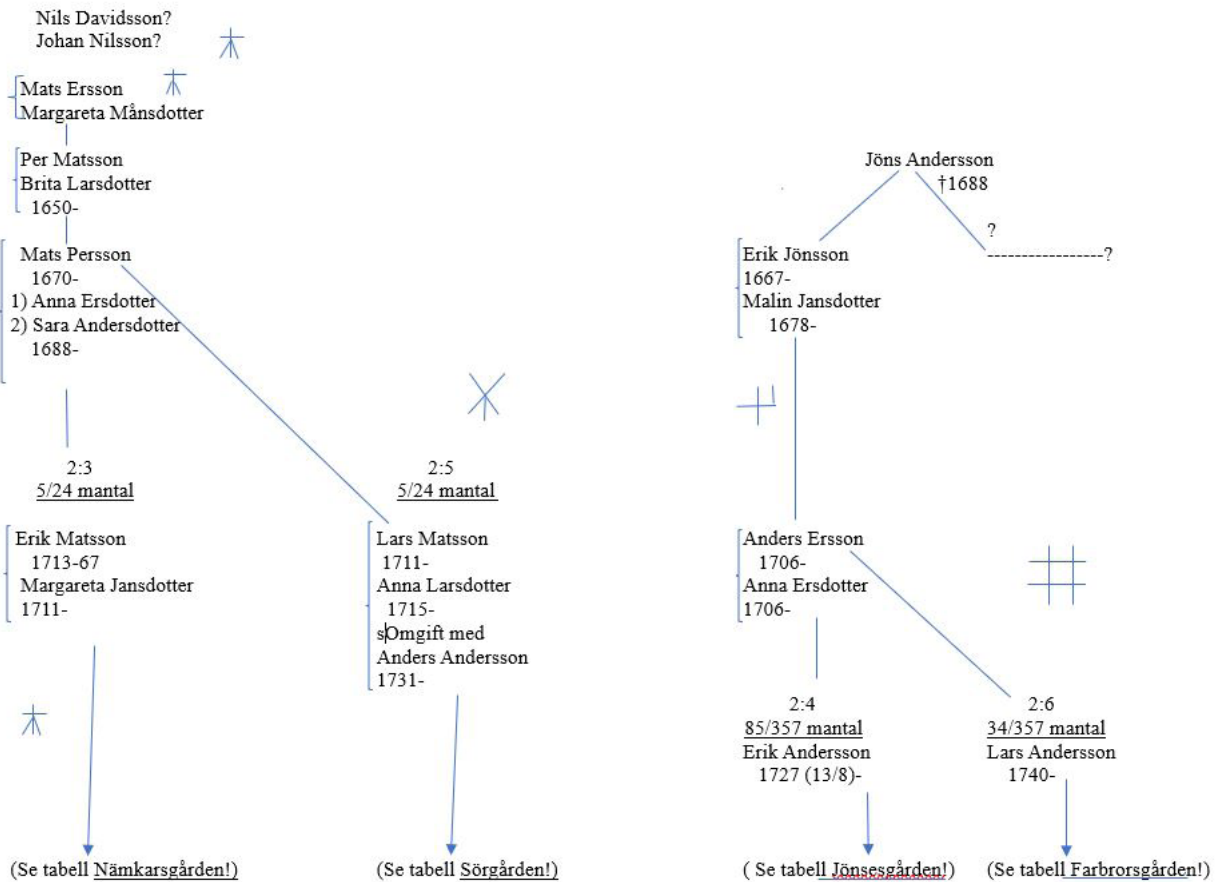 Nils Davidsson?
Johan Nilsson?
Mats Ersson
Margareta Månsdotter
Per Matsson
Brita Larsdotter
1650-
Mats Persson
1670-
1) Anna Ersdotter
2) Sara Andersdotter
1688-
2:3
5/24 mantal
Erik Matsson
1713-67
Margareta Jansdotter
1711-
(Se tabell Nämkarsgården!)
2:5
5/24 mantal
Lars Matsson
1711-
Anna Larsdotter
1715-
sOmgift med
Anders Andersson
1731-
(Se tabell Sörgården!)
Jöns Andersson
†1688
?
-----------------?
Erik Jönsson
1667-
Malin Jansdotter
1678-
Anders Ersson
1706-
Anna Ersdotter
1706-
2:4
85/357 mantal
Erik Andersson
1727 (13/8)-
( Se tabell Jönsesgården!)
2:6
34/357 mantal
Lars Andersson
1740-
(Se tabell Farbrorsgården!)